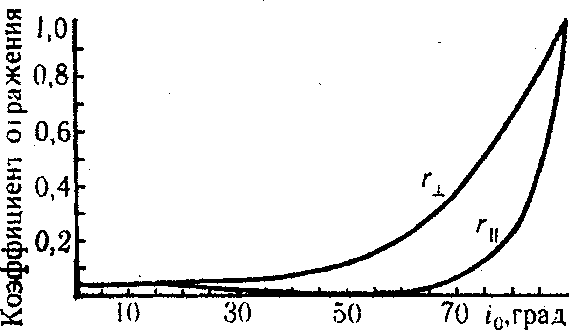 Коэффициент отражения
1,0
0,8
0,6
0,4
0,2
r⊥
r||
10 30 50 70 i₀, град